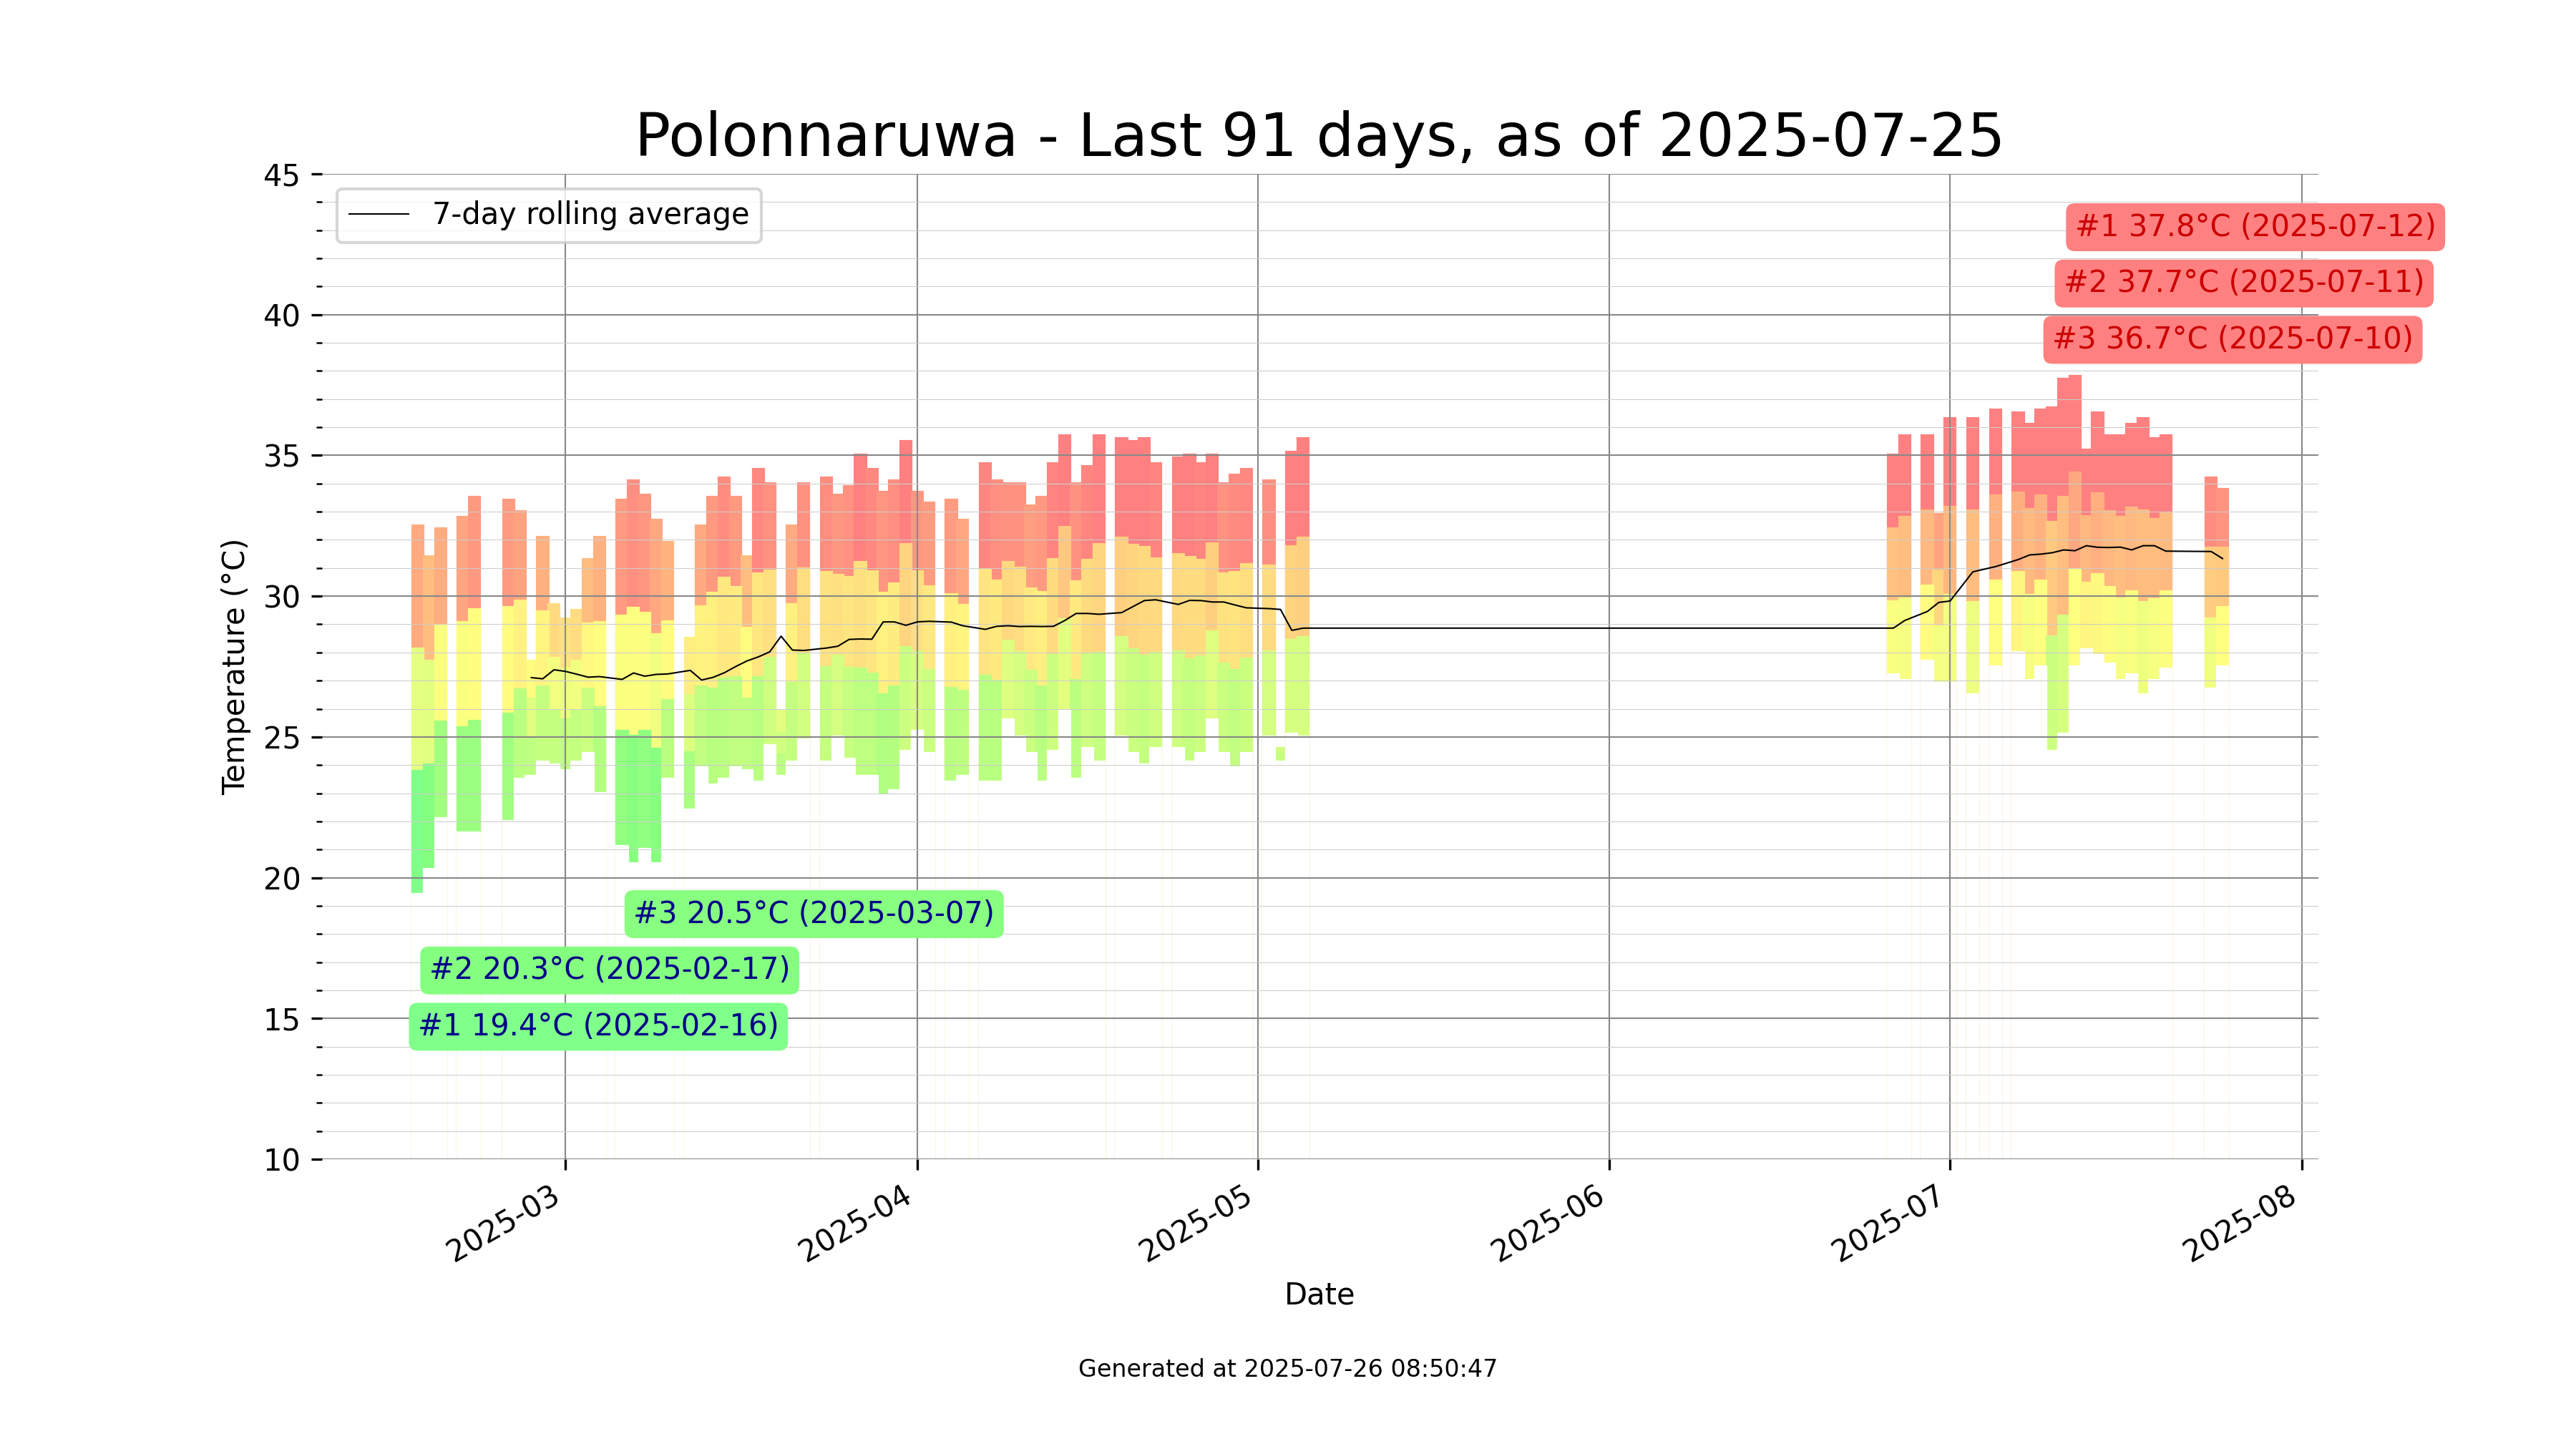 Polonnaruwa - Last 91 days, as of 2025-07-25
45
7-day rolling average
#1 37.8°C (2025-07-12)
#2 37.7°C (2025-07-11)
40
#3 36.7°C (2025-07-10)
35
30
Temperature (°C)
25
20
#3 20.5°C (2025-03-07)
#2 20.3°C (2025-02-17)
15
#1 19.4°C (2025-02-16)
10
2025-03
2025-04
2025-05
2025-06
2025-07
2025-08
Date
Generated at 2025-07-26 08:50:47